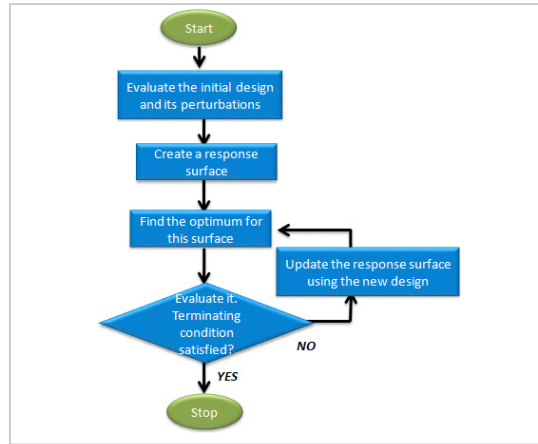 Start
Evaluate the initial design
and its perturbations
Create a response
surface
Find the optimum for
this surface
Update the response surface
using the new design
Evaluate it.
Terminating
condition
satisfied?
NO
YES
Stop